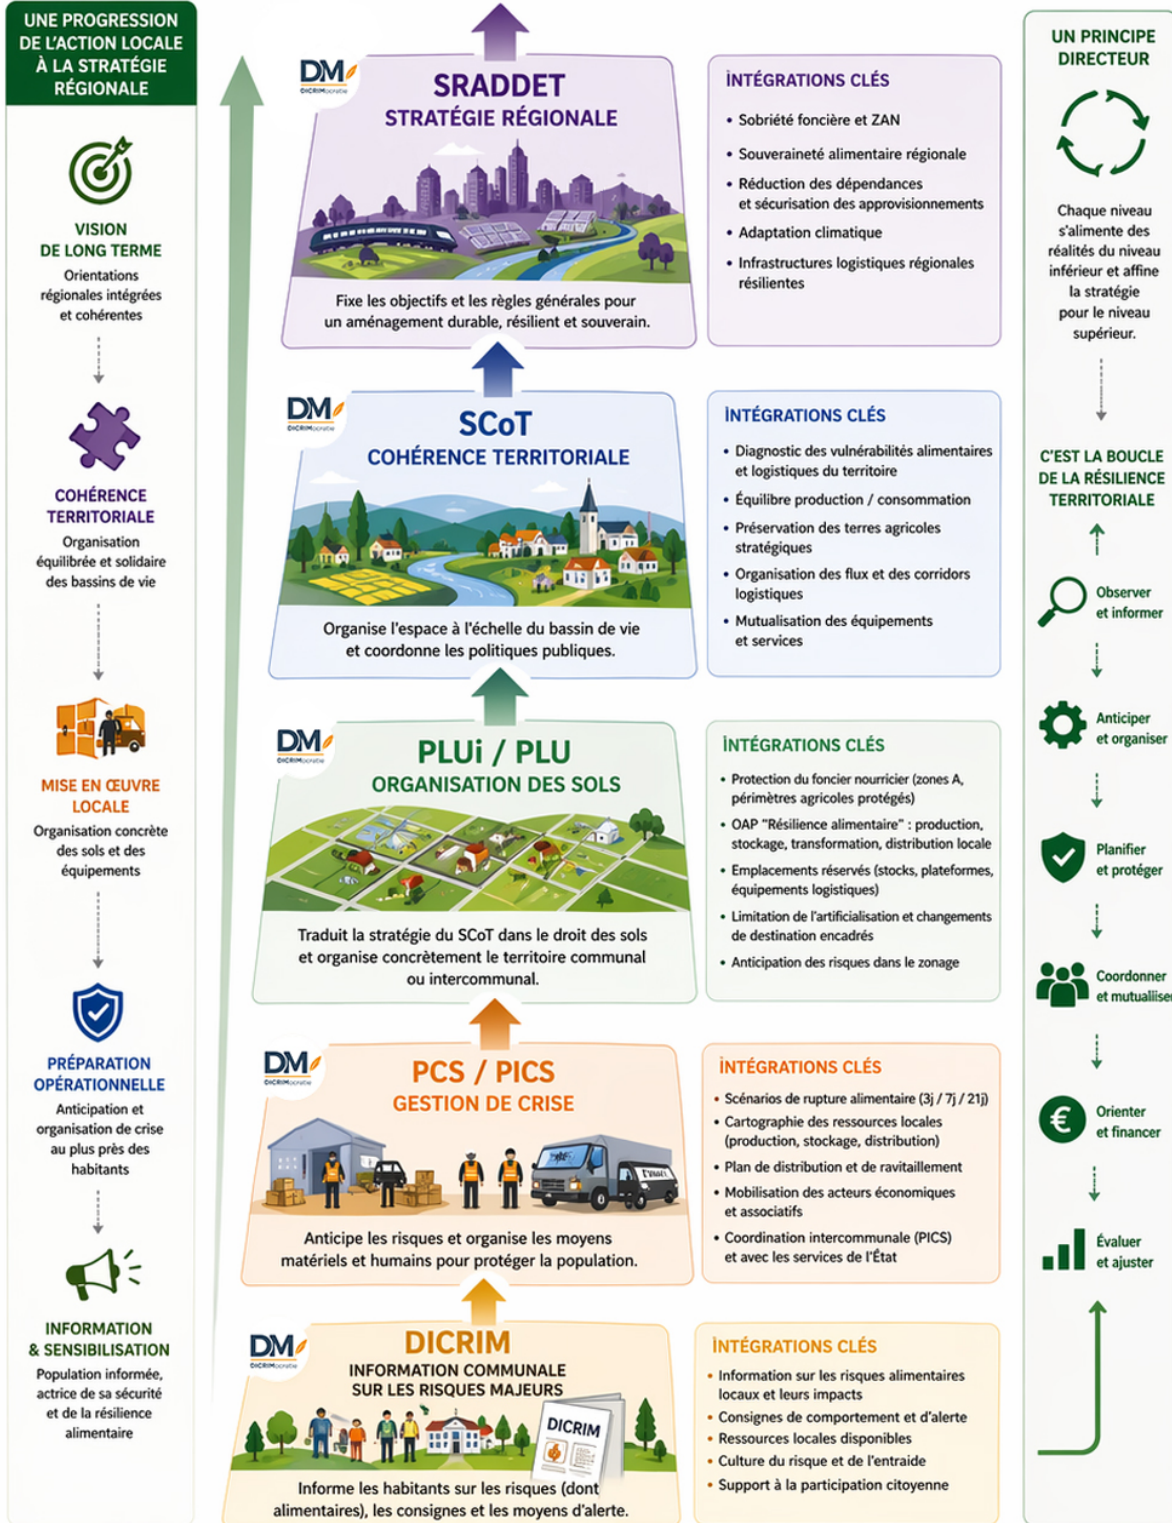 UNE PROGRESSION
DE L'ACTION LOCALE
À LA STRATÉGIE
RÉGIONALE
VISION
DE LONG TERME
Orientations
régionales intégrées
et cohérentes
COHÉRENCE
TERRITORIALE
Organisation
équilibrée et solidaire
des bassins de vie
MISE EN ŒUVRE
LOCALE
Organisation concrète
des sols et des
équipements
PRÉPARATION
OPÉRATIONNELLE
Anticipation et
organisation de crise
au plus près des
habitants
INFORMATION
& SENSIBILISATION
Population informée,
actrice de sa sécurité
et de la résilience
alimentaire
DM
DICRIMocratie
SRADDET
STRATÉGIE RÉGIONALE
Fixe les objectifs et les règles générales pour
un aménagement durable, résilient et souverain.
INTÉGRATIONS CLÉS
• Sobriété foncière et ZAN
• Souveraineté alimentaire régionale
• Réduction des dépendances
et sécurisation des approvisionnements
• Adaptation climatique
• Infrastructures logistiques régionales
résilientes
DM
DICRIMocratie
SCoT
COHÉRENCE TERRITORIALE
Organise l'espace à l'échelle du bassin de vie
et coordonne les politiques publiques.
INTÉGRATIONS CLÉS
• Diagnostic des vulnérabilités alimentaires
et logistiques du territoire
• Équilibre production / consommation
• Préservation des terres agricoles
stratégiques
• Organisation des flux et des corridors
logistiques
• Mutualisation des équipements
et services
DM
DICRIMocratie
PLUi / PLU
ORGANISATION DES SOLS
Traduit la stratégie du SCoT dans le droit des sols
et organise concrètement le territoire communal
ou intercommunal.
INTÉGRATIONS CLÉS
• Protection du foncier nourricier (zones A,
périmètres agricoles protégés)
• OAP "Résilience alimentaire" : production,
stockage, transformation, distribution locale
• Emplacements réservés (stocks, plateformes,
équipements logistiques)
• Limitation de l'artificialisation et changements
de destination encadrés
• Anticipation des risques dans le zonage
DM
DICRIMocratie
PCS / PICS
GESTION DE CRISE
Anticipe les risques et organise les moyens
matériels et humains pour protéger la population.
INTÉGRATIONS CLÉS
• Scénarios de rupture alimentaire (3j / 7j / 21j)
• Cartographie des ressources locales
(production, stockage, distribution)
• Plan de distribution et de ravitaillement
• Mobilisation des acteurs économiques
et associatifs
• Coordination intercommunale (PICS)
et avec les services de l'État
DM
DICRIMocratie
DICRIM
INFORMATION COMMUNALE
SUR LES RISQUES MAJEURS
DICRIM
Informe les habitants sur les risques (dont
alimentaires), les consignes et les moyens d'alerte.
INTÉGRATIONS CLÉS
• Information sur les risques alimentaires
locaux et leurs impacts
• Consignes de comportement et d'alerte
• Ressources locales disponibles
• Culture du risque et de l'entraide
• Support à la participation citoyenne
UN PRINCIPE
DIRECTEUR
Chaque niveau
s'alimente des
réalités du niveau
inférieur et affine
la stratégie
pour le niveau
supérieur.
C'EST LA BOUCLE
DE LA RÉSILIENCE
TERRITORIALE
Observer
et informer
Anticiper
et organiser
Planifier
et protéger
Coordonner
et mutualiiser
€
Orienter
et financer
Évaluer
et ajuster